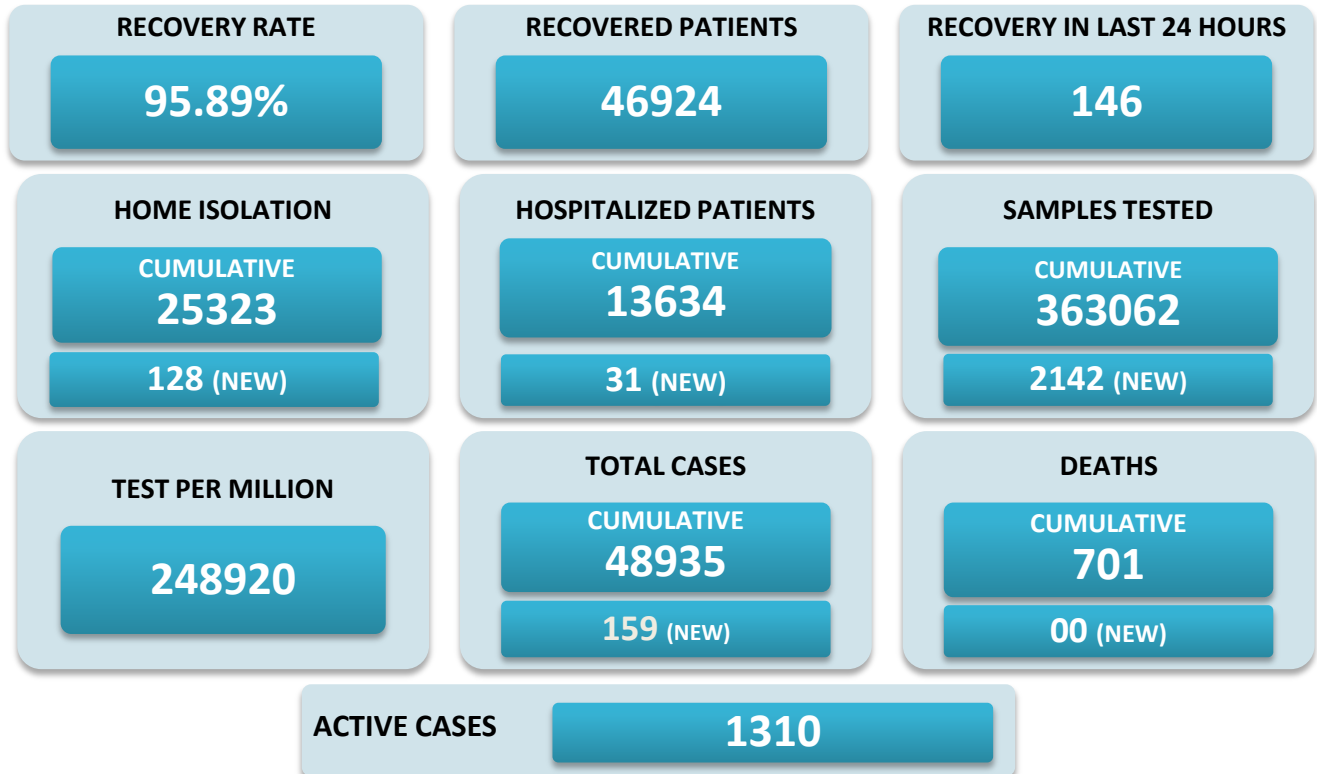 RECOVERY RATE
95.89%
RECOVERED PATIENTS
46924
RECOVERY IN LAST 24 HOURS
146
HOME ISOLATION
CUMULATIVE
25323
128 (NEW)
HOSPITALIZED PATIENTS
CUMULATIVE
13634
31 (NEW)
SAMPLES TESTED
CUMULATIVE
363062
2142 (NEW)
TEST PER MILLION
248920
TOTAL CASES
CUMULATIVE
48935
159 (NEW)
DEATHS
CUMULATIVE
701
00 (NEW)
ACTIVE CASES
1310